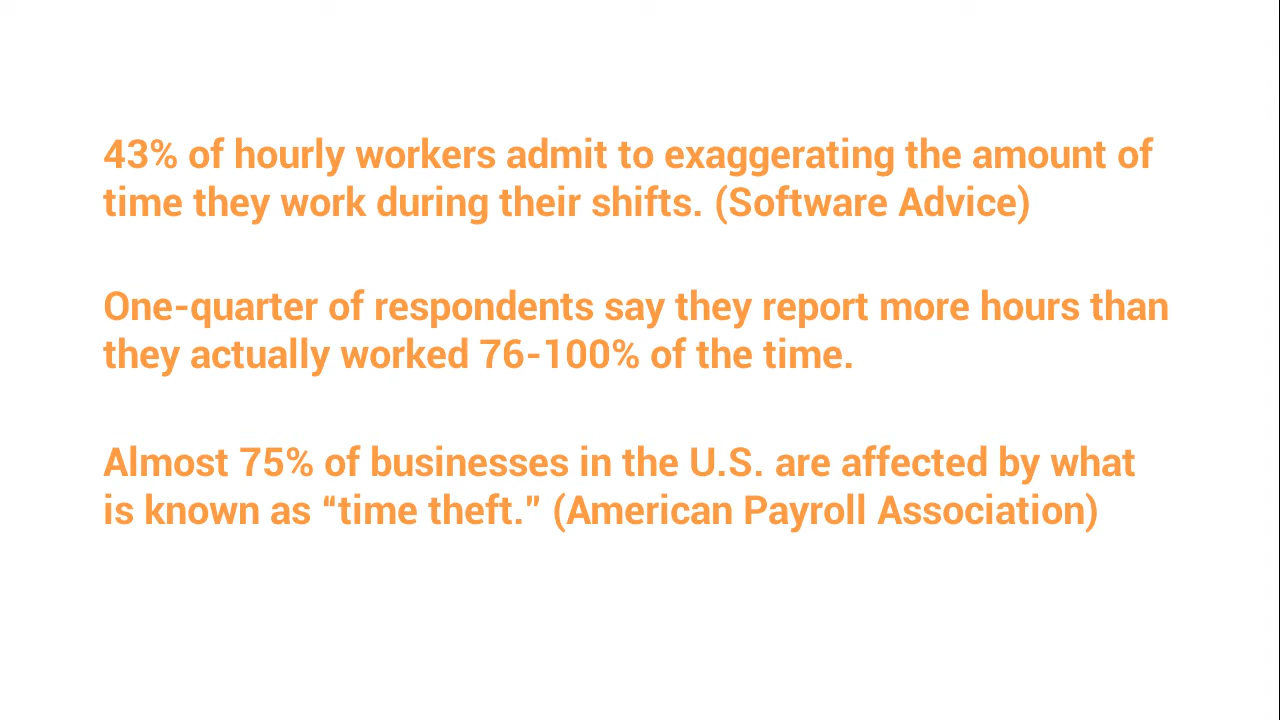 43% of hourly workers admit to exaggerating the amount of
time they work during their shifts. (Software Advice)
One-quarter of respondents say they report more hours than
they actually worked 76-100% of the time.
Almost 75% of businesses in the U.S. are affected by what
is known as “time theft.” (American Payroll Association)